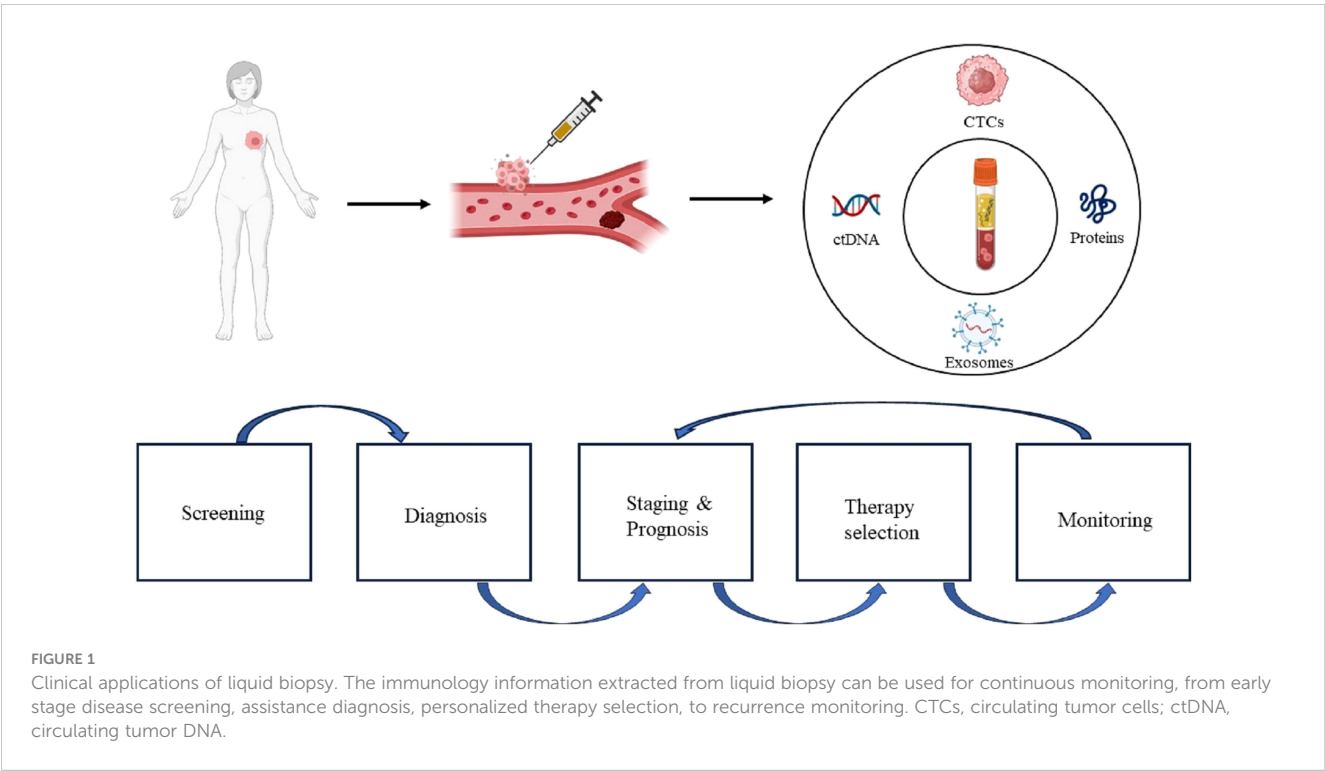 CTCs
ctDNA
Proteins
Exosomes
Screening
Diagnosis
Staging &
Prognosis
Therapy
selection
Monitoring
FIGURE 1
Clinical applications of liquid biopsy. The immunology information extracted from liquid biopsy can be used for continuous monitoring, from early
stage disease screening, assistance diagnosis, personalized therapy selection, to recurrence monitoring. CTCs, circulating tumor cells; ctDNA,
circulating tumor DNA.